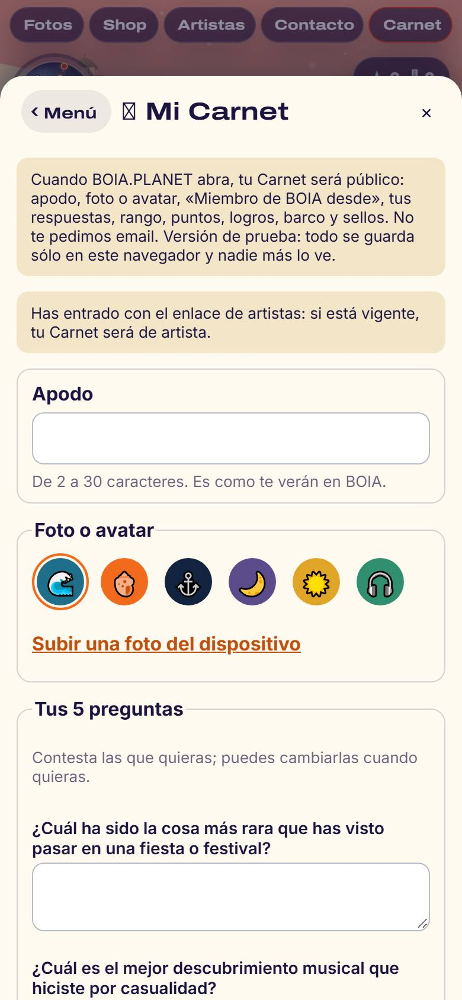 Fotos
Shop
Artistas
Contacto
Carnet
‹ Menú
Mi Carnet
×
Cuando BOIA.PLANET abra, tu Carnet será público:
apodo, foto o avatar, «Miembro de BOIA desde», tus
respuestas, rango, puntos, logros, barco y sellos. No
te pedimos email. Versión de prueba: todo se guarda
sólo en este navegador y nadie más lo ve.
Has entrado con el enlace de artistas: si está vigente,
tu Carnet será de artista.
Apodo
De 2 a 30 caracteres. Es como te verán en BOIA.
Foto o avatar
Subir una foto del dispositivo
Tus 5 preguntas
Contesta las que quieras; puedes cambiarlas cuando
quieras.
¿Cuál ha sido la cosa más rara que has visto
pasar en una fiesta o festival?
¿Cuál es el mejor descubrimiento musical que
hiciste por casualidad?